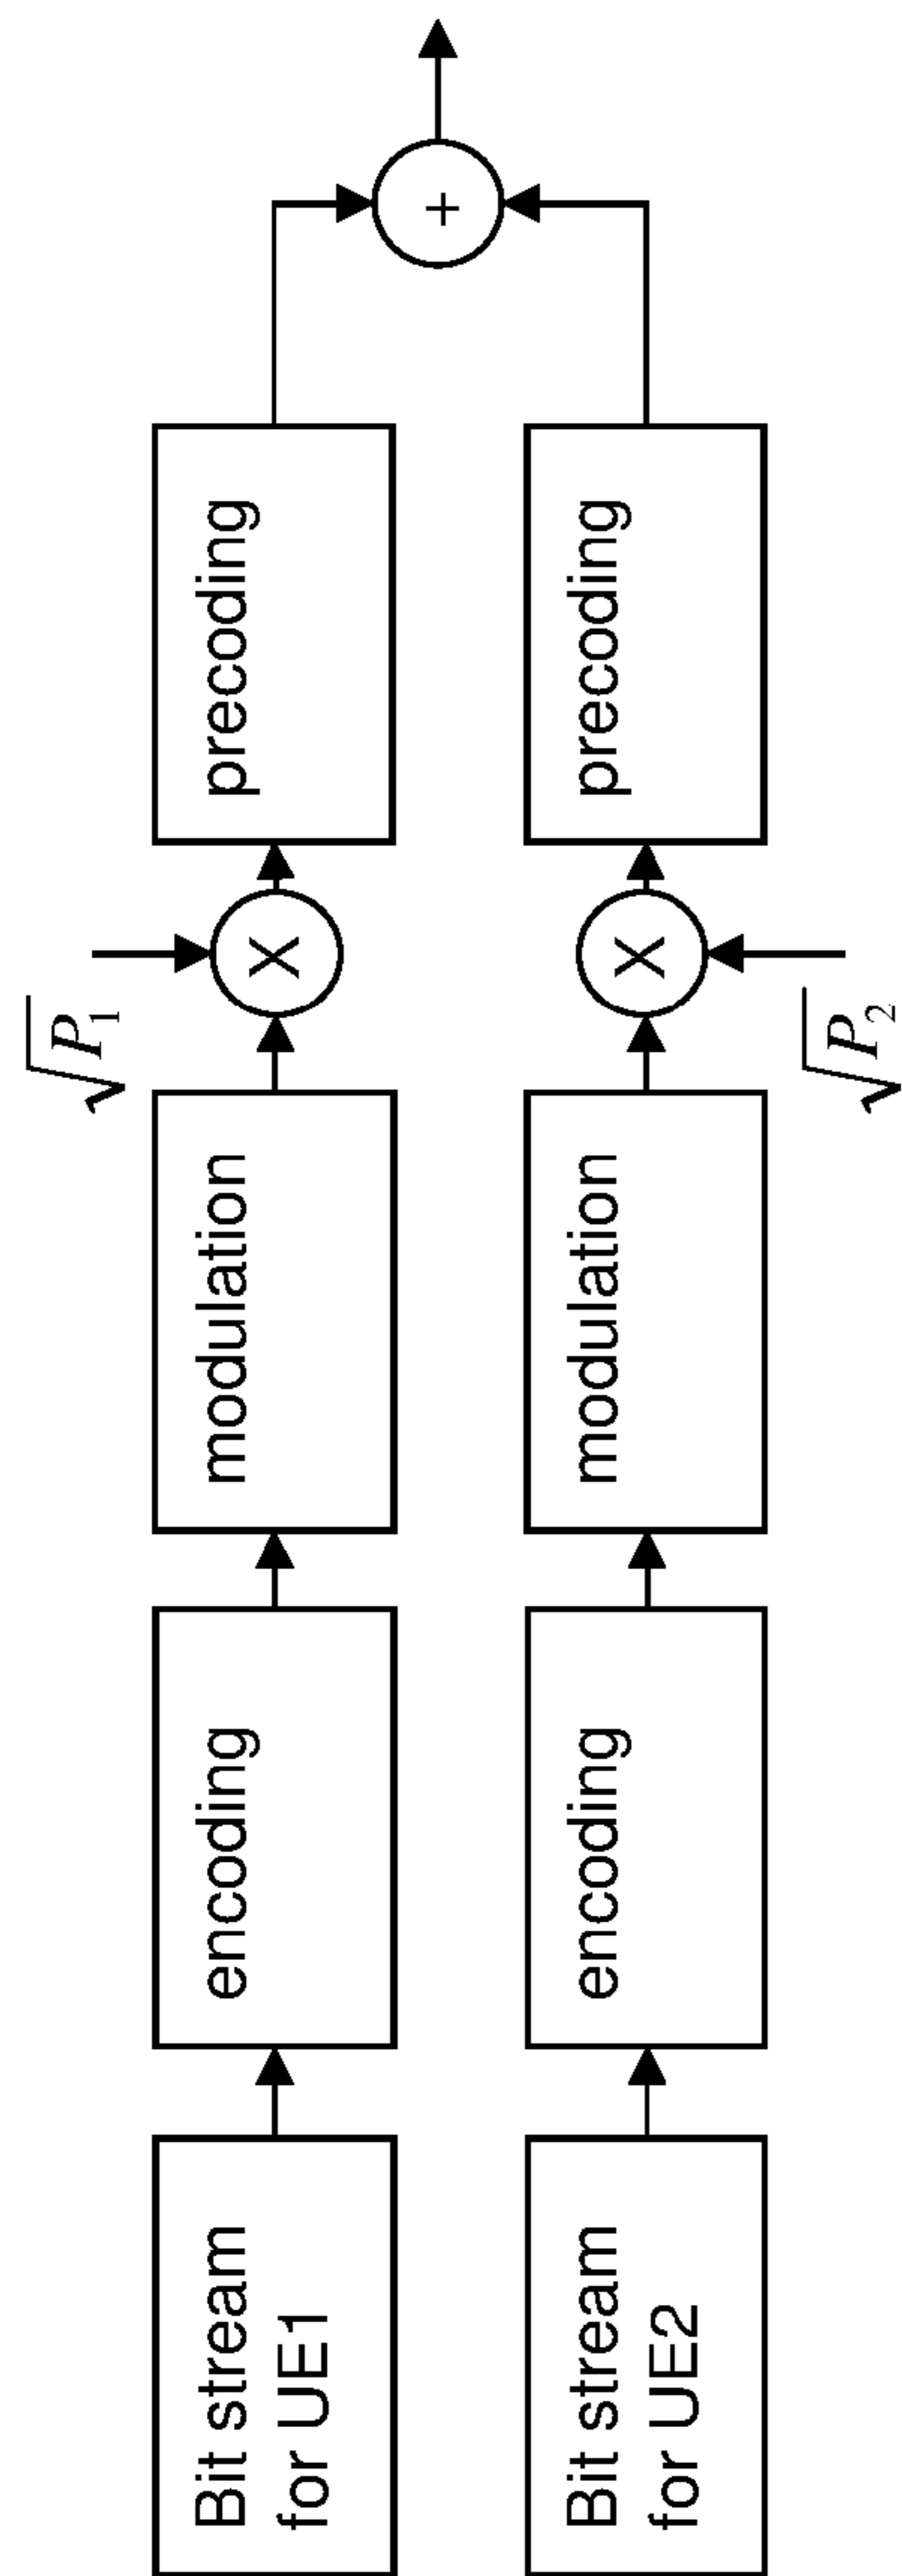 Bit stream
for UE1
encoding
modulation
X
√P₁
precoding
+
Bit stream
for UE2
encoding
modulation
X
√P₂
precoding